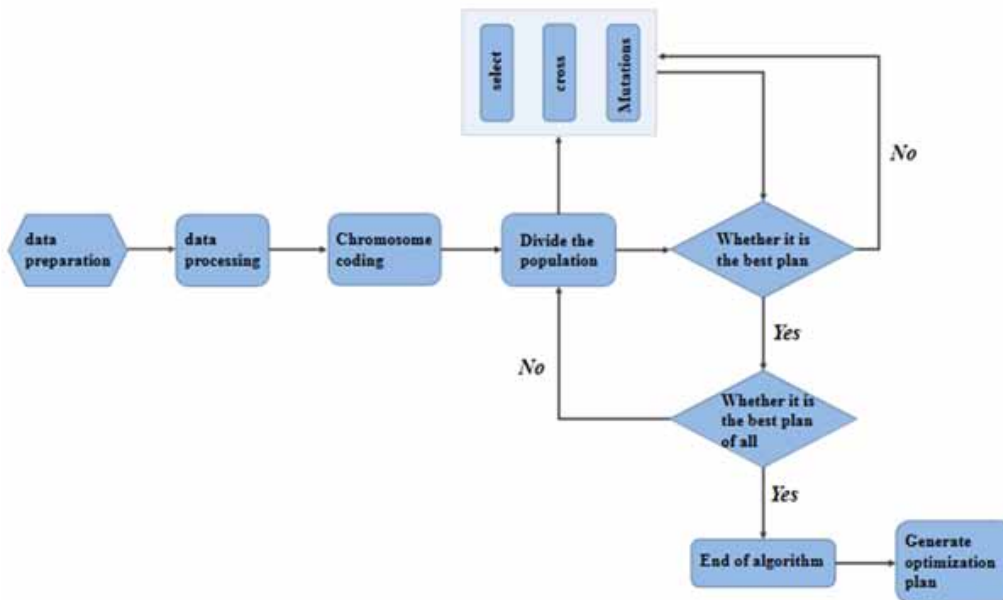 select
cross
Mutations
No
data
preparation
data
processing
Chromosome
coding
Divide the
population
Whether it is
the best plan
Yes
No
Whether it is
the best plan
of all
Yes
End of algorithm
Generate
optimization
plan